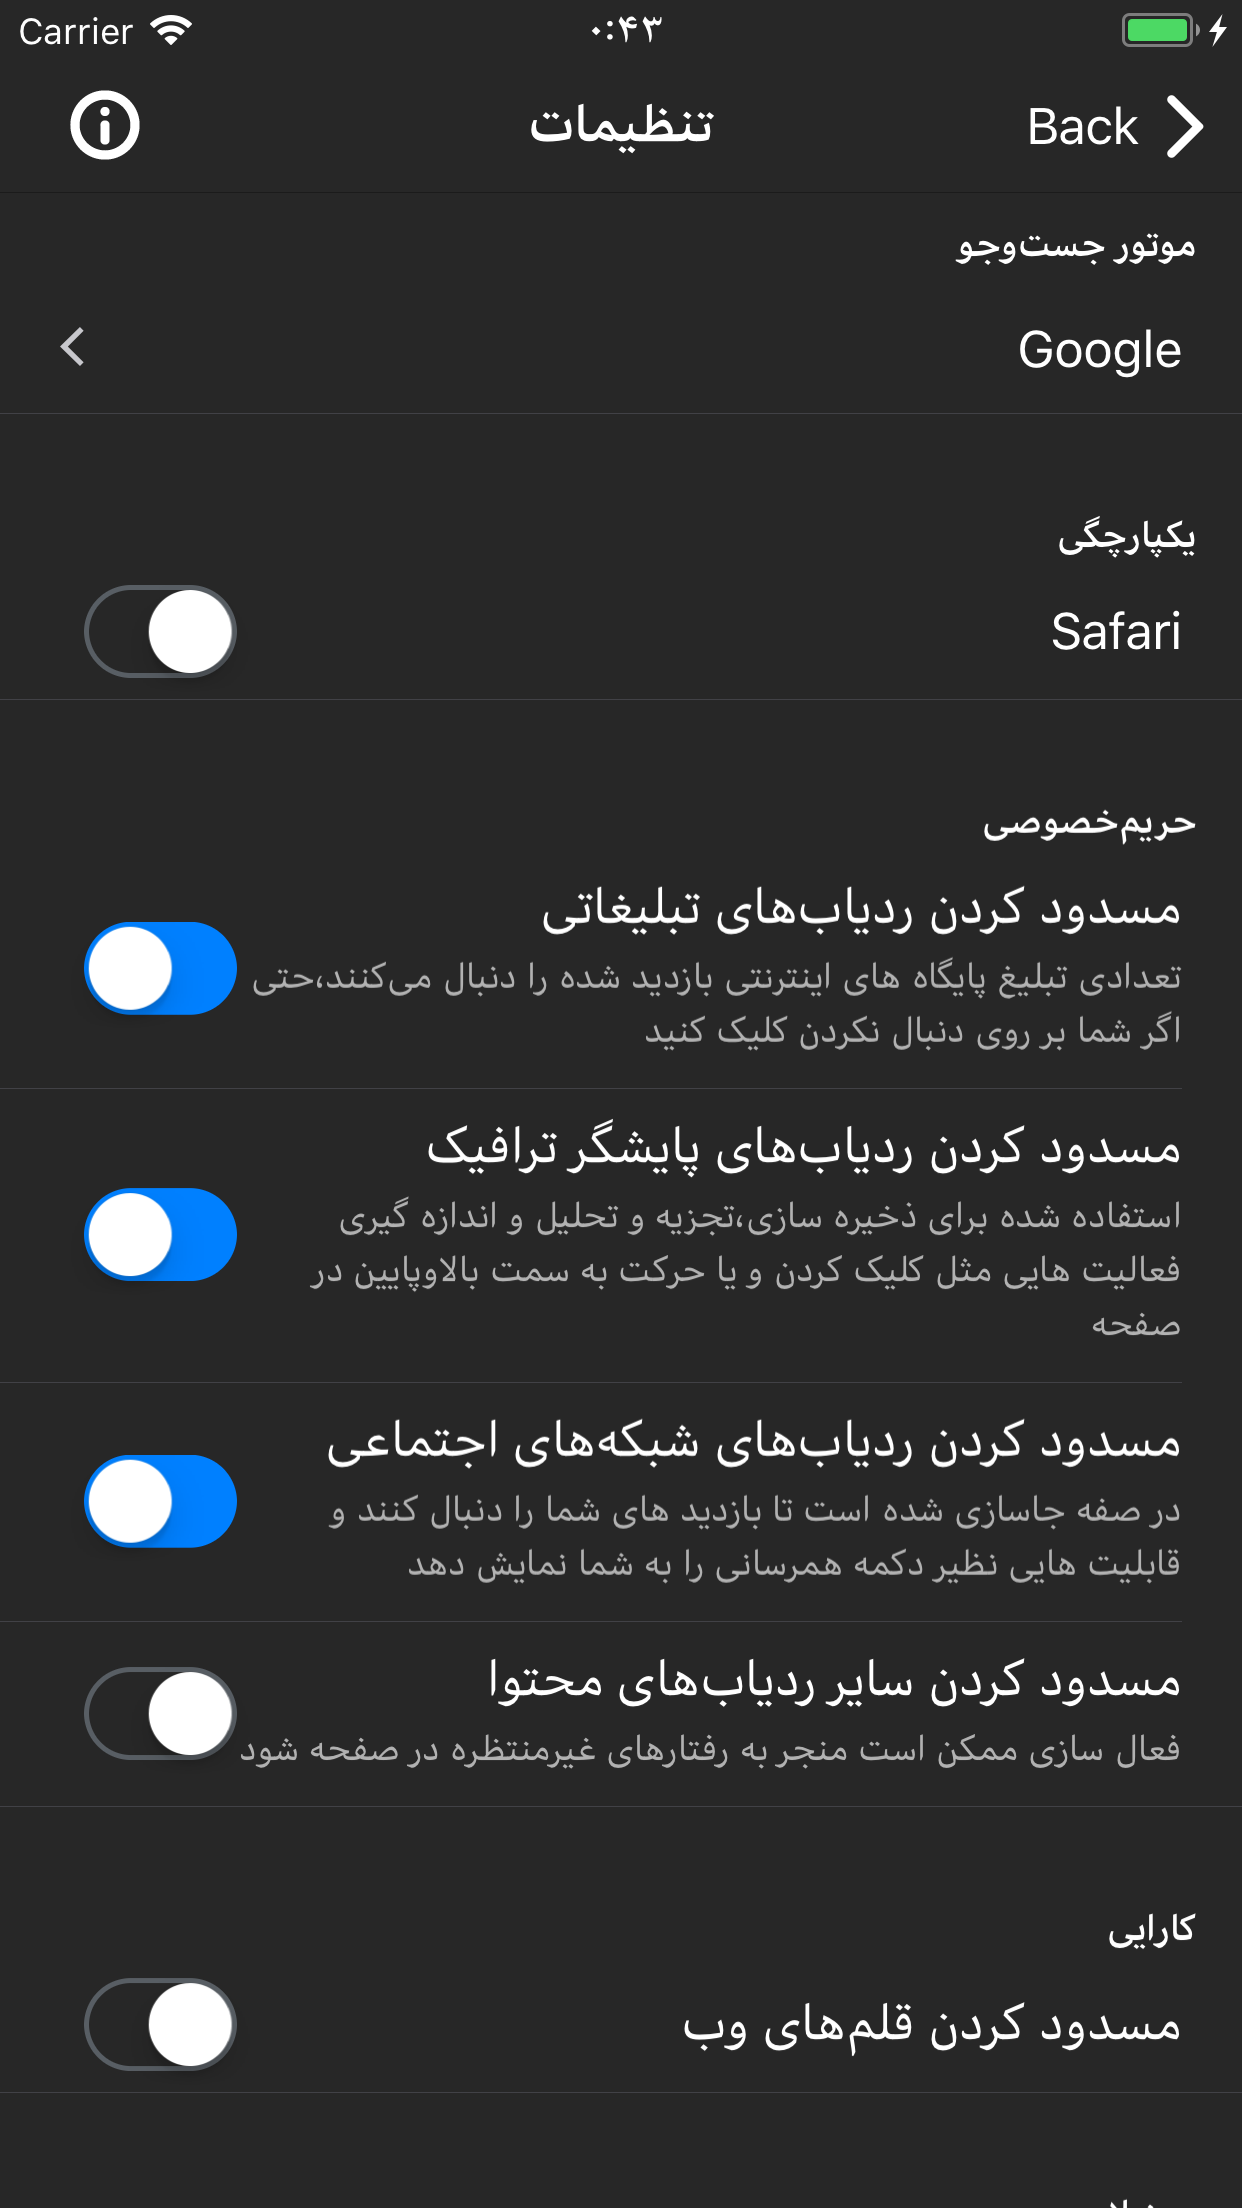 Carrier ۰:۴۳
Back تنظیمات
موتور جست‌وجو
Google
یکپارچگی
Safari
حریم‌خصوصی
مسدود کردن ردیاب‌های تبلیغاتی
تعدادی تبلیغ پایگاه های اینترنتی بازدید شده را دنبال می‌کنند،حتی
اگر شما بر روی دنبال نکردن کلیک کنید
مسدود کردن ردیاب‌های پایشگر ترافیک
استفاده شده برای ذخیره سازی،تجزیه و تحلیل و اندازه گیری
فعالیت هایی مثل کلیک کردن و یا حرکت به سمت بالاوپایین در
صفحه
مسدود کردن ردیاب‌های شبکه‌های اجتماعی
در صفه جاسازی شده است تا بازدید های شما را دنبال کنند و
قابلیت هایی نظیر دکمه همرسانی را به شما نمایش دهد
مسدود کردن سایر ردیاب‌های محتوا
فعال سازی ممکن است منجر به رفتارهای غیرمنتظره در صفحه شود
کارایی
مسدود کردن قلم‌های وب